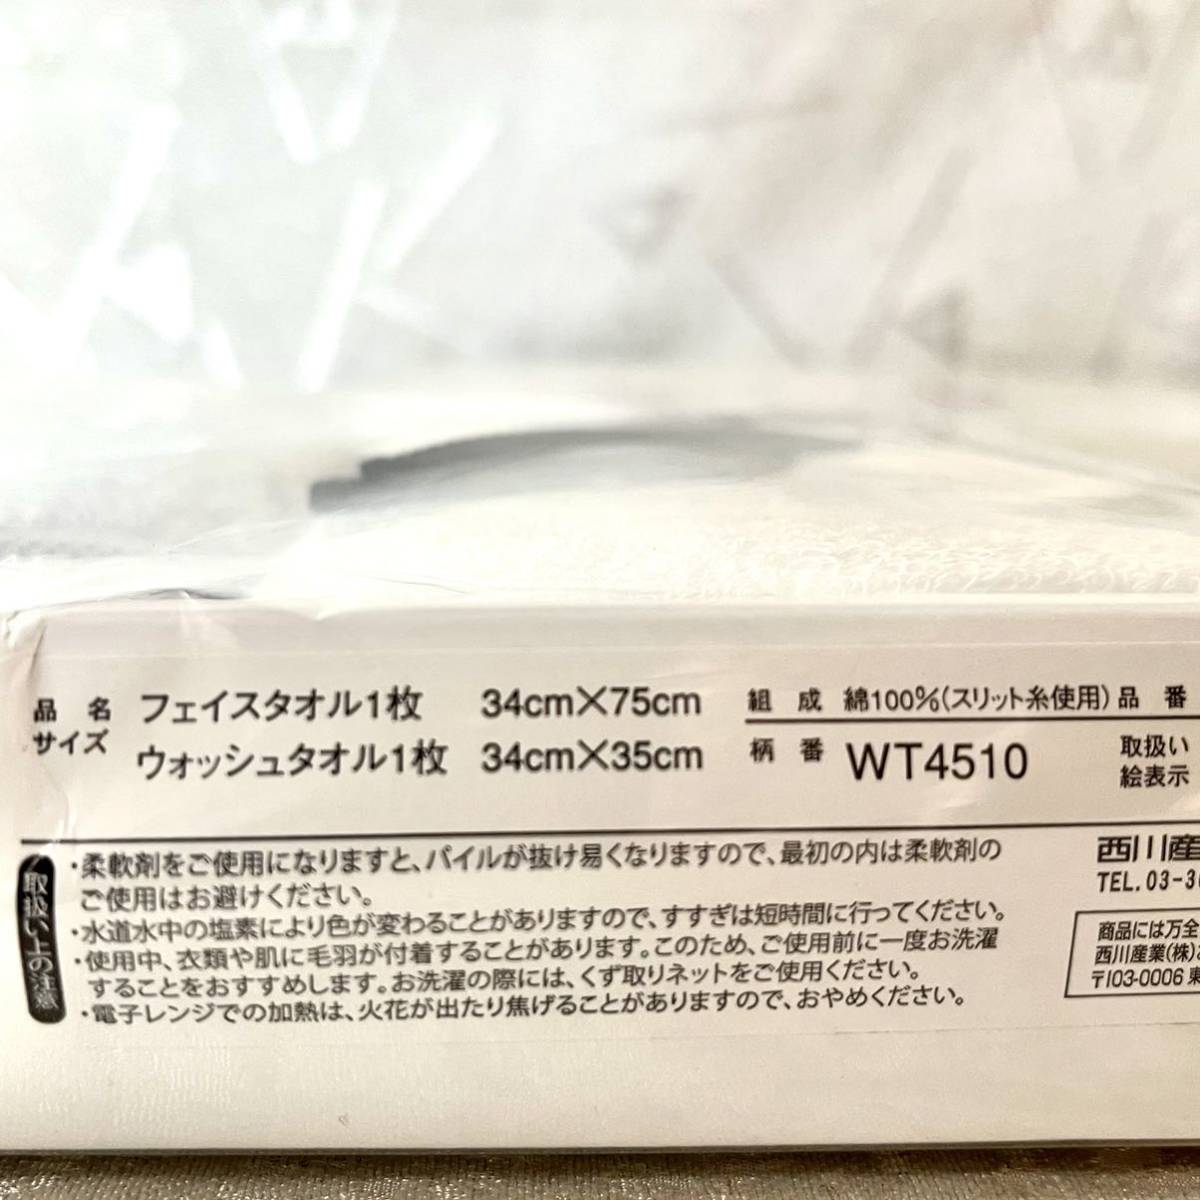 品名 フェイスタオル1枚 34cm×75cm
サイズ ウォッシュタオル1枚 34cm×35cm
組成 綿100%(スリット糸使用)
柄番 WT4510
品番
取扱い
絵表示
取扱い上の注意
・柔軟剤をご使用になりますと、パイルが抜け易くなりますので、最初の内は柔軟剤の
ご使用はお避けください。
・水道水中の塩素により色が変わることがありますので、すすぎは短時間に行ってください。
・使用中、衣類や肌に毛羽が付着することがあります。このため、ご使用前に一度お洗濯
することをおすすめします。お洗濯の際には、くず取りネットをご使用ください。
・電子レンジでの加熱は、火花が出たり焦げることがありますので、おやめください。
西川産
TEL.03-3
商品には万全
西川産業(株)
〒103-0006 東